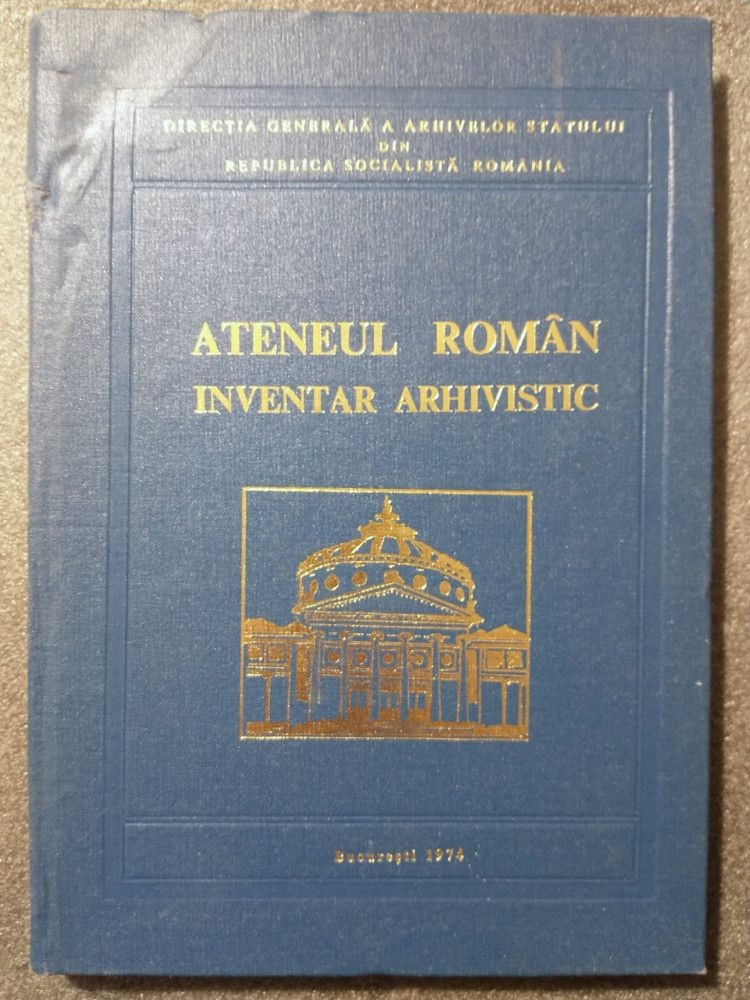 DIRECȚIA GENERALĂ A ARHIVELOR STATULUI
DIN
REPUBLICA SOCIALISTĂ ROMÂNIA
ATENEUL ROMÂN
INVENTAR ARHIVISTIC
București 1974